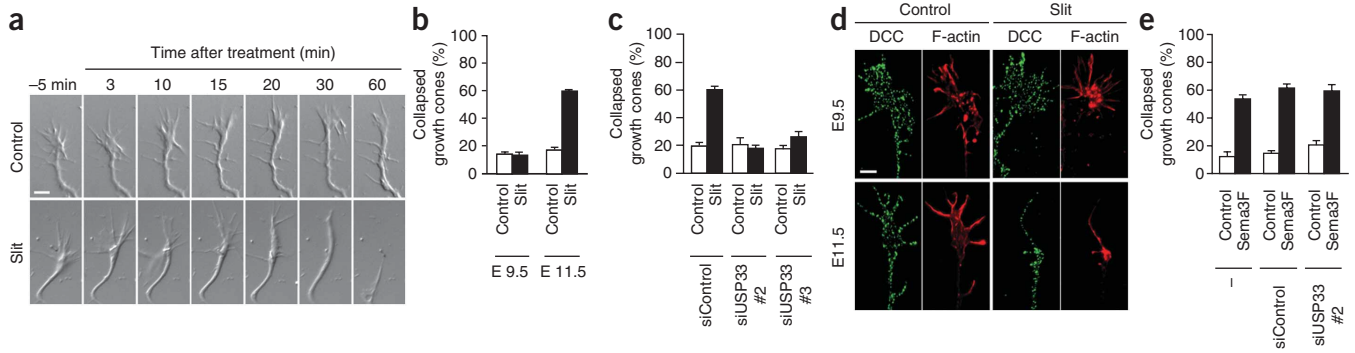 a
Time after treatment (min)
–5 min 3 10 15 20 30 60
Control
Slit
b
Collapsed
growth cones (%)
100
80
60
40
20
0
Control
Slit
Control
Slit
E 9.5 E 11.5
c
Collapsed
growth cones (%)
100
80
60
40
20
0
Control
Slit
Control
Slit
Control
Slit
siControl
siUSP33
#2
siUSP33
#3
d
Control Slit
DCC F-actin DCC F-actin
E9.5
E11.5
e
Collapsed
growth cones (%)
100
80
60
40
20
0
Control
Sema3F
Control
Sema3F
Control
Sema3F
–
siControl
siUSP33
#2